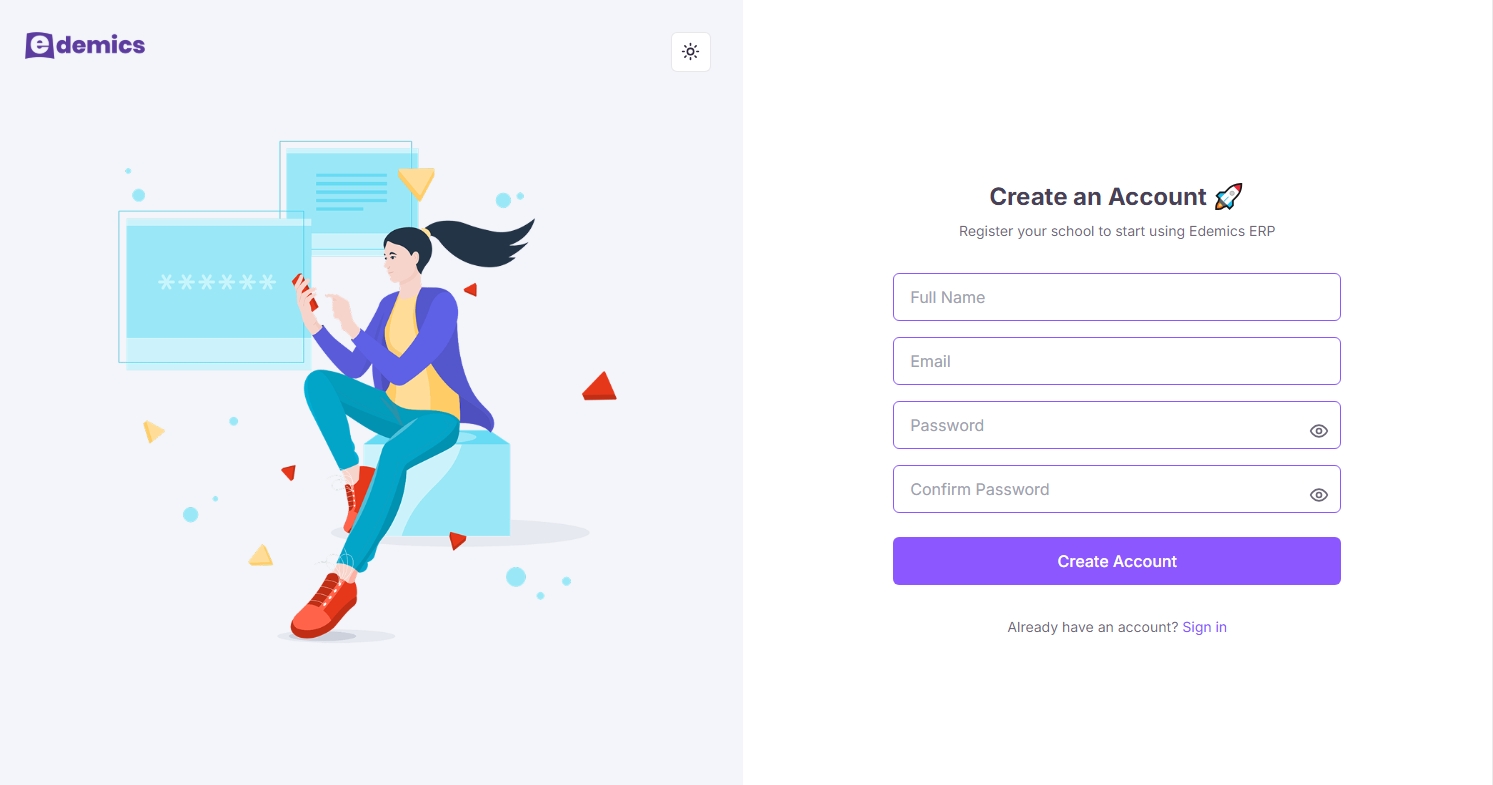 edemics
******
Create an Account 🚀
Register your school to start using Edemics ERP
Full Name
Email
Password
Confirm Password
Create Account
Already have an account? Sign in